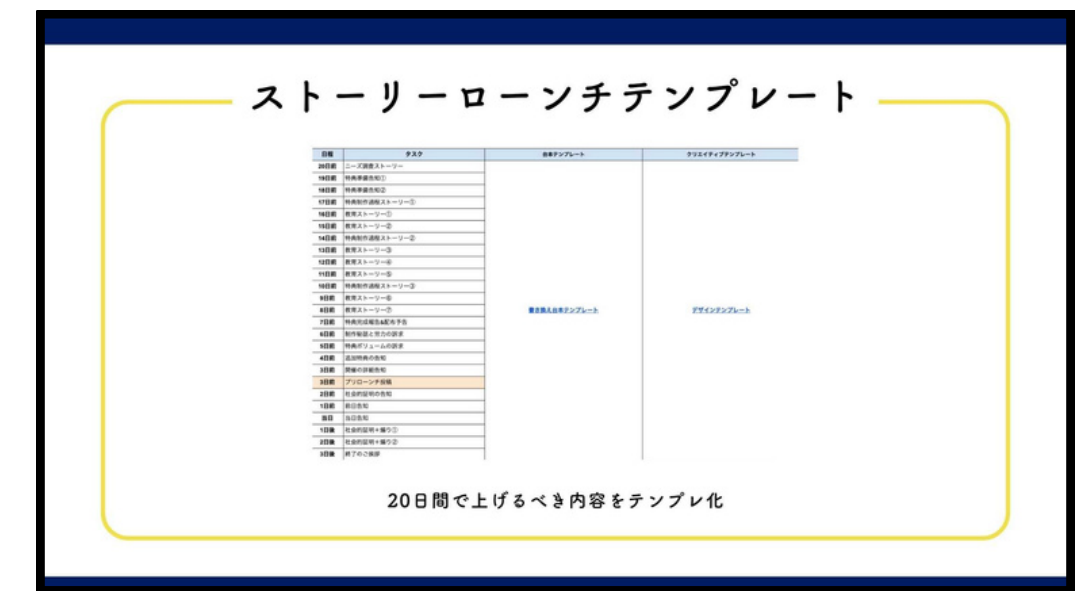 ストーリーローンチテンプレート
日程 タスク 台本テンプレート クリエイティブテンプレート
20日前 ニーズ調査ストーリー
19日前 特典準備告知①
18日前 特典準備告知②
17日前 特典制作過程ストーリー①
16日前 教育ストーリー①
15日前 教育ストーリー②
14日前 特典制作過程ストーリー②
13日前 教育ストーリー③
12日前 教育ストーリー④
11日前 教育ストーリー⑤
10日前 特典制作過程ストーリー③
9日前 教育ストーリー⑥
8日前 教育ストーリー⑦ 書き換え台本テンプレート デザインテンプレート
7日前 特典完成報告&配布予告
6日前 制作秘話と労力の訴求
5日前 特典ボリュームの訴求
4日前 追加特典の告知
3日前 開催の詳細告知
3日前 プリローンチ投稿
2日前 社会的証明の告知
1日前 前日告知
当日 当日告知
1日後 社会的証明+煽り①
2日後 社会的証明+煽り②
3日後 終了のご挨拶
20日間で上げるべき内容をテンプレ化